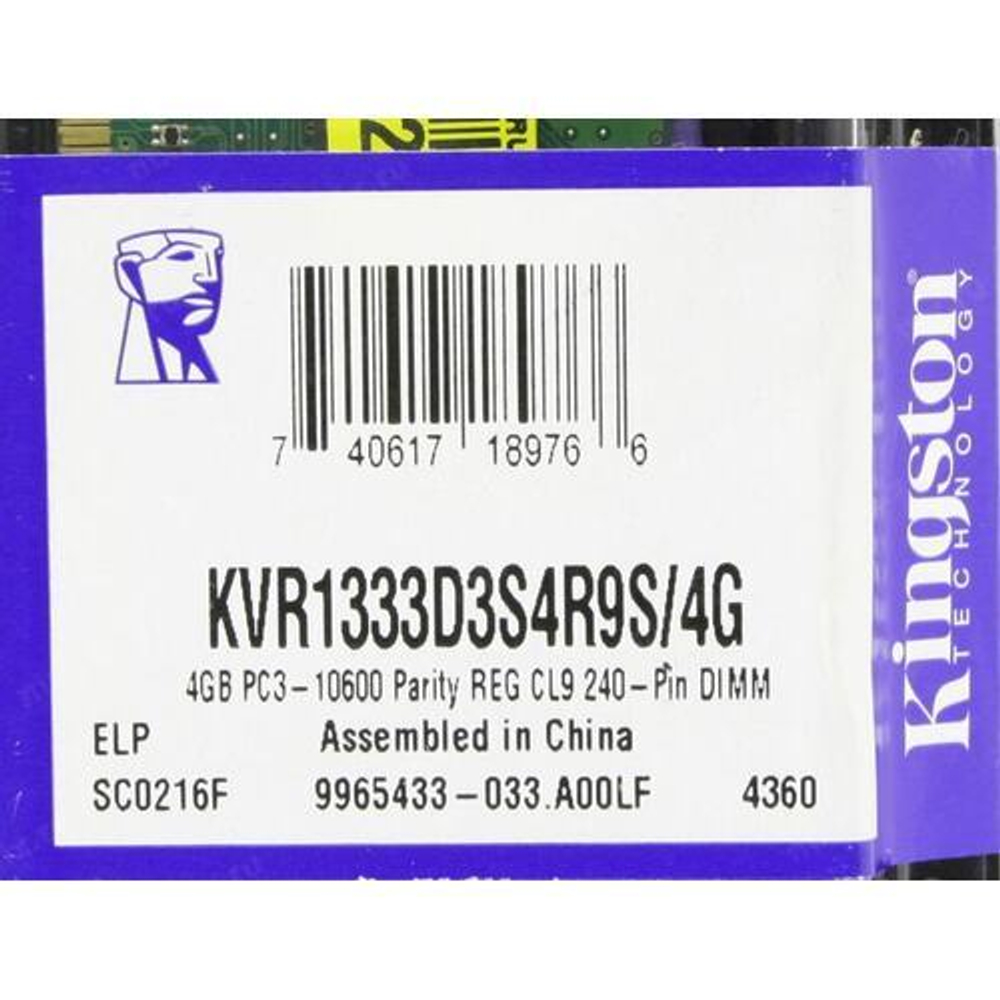 2
7 40617 18976 6
KVR1333D3S4R9S/4G
4GB PC3-10600 Parity REG CL9 240-Pin DIMM
ELP
Assembled in China
SC0216F 9965433-033.A00LF 4360
Kingston®
TECHNOLOGY